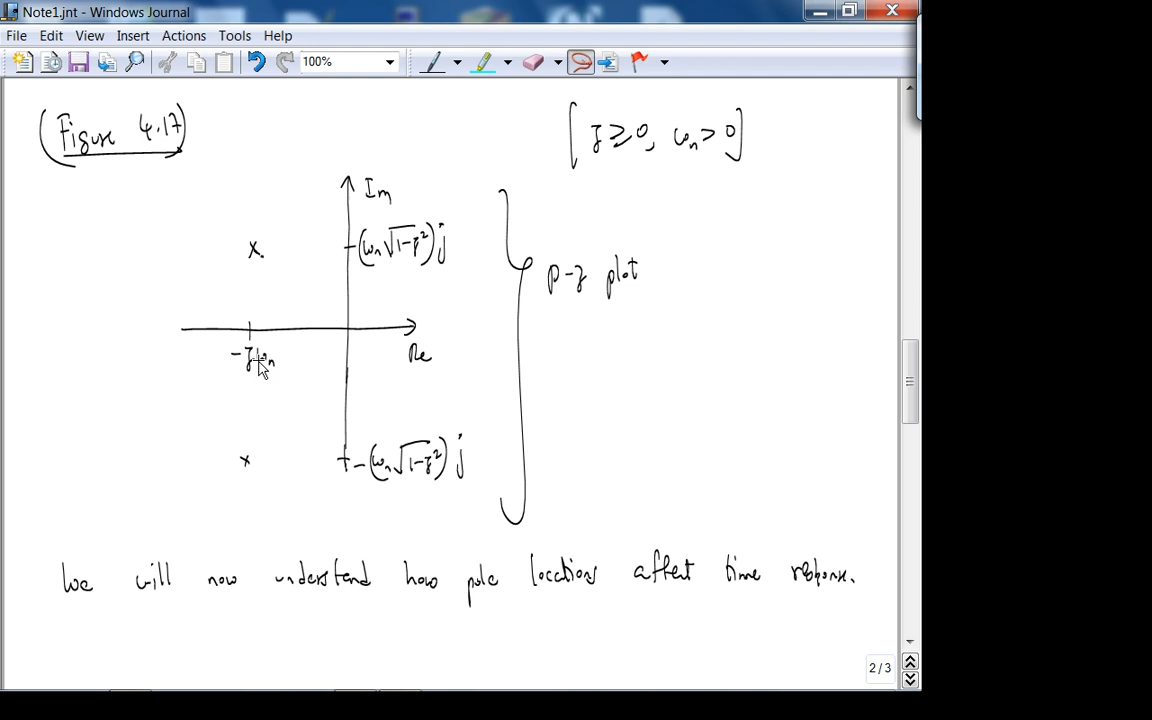 Note1.jnt - Windows Journal
File Edit View Insert Actions Tools Help
100%
(Figure 4.17)
[ζ ≥ 0, ωn > 0]
Im
(ωn√1-ζ²)j
p-z plot
-ζωn
Re
-(ωn√1-ζ²)j
We will now understand how pole locations affect time response.
2/3